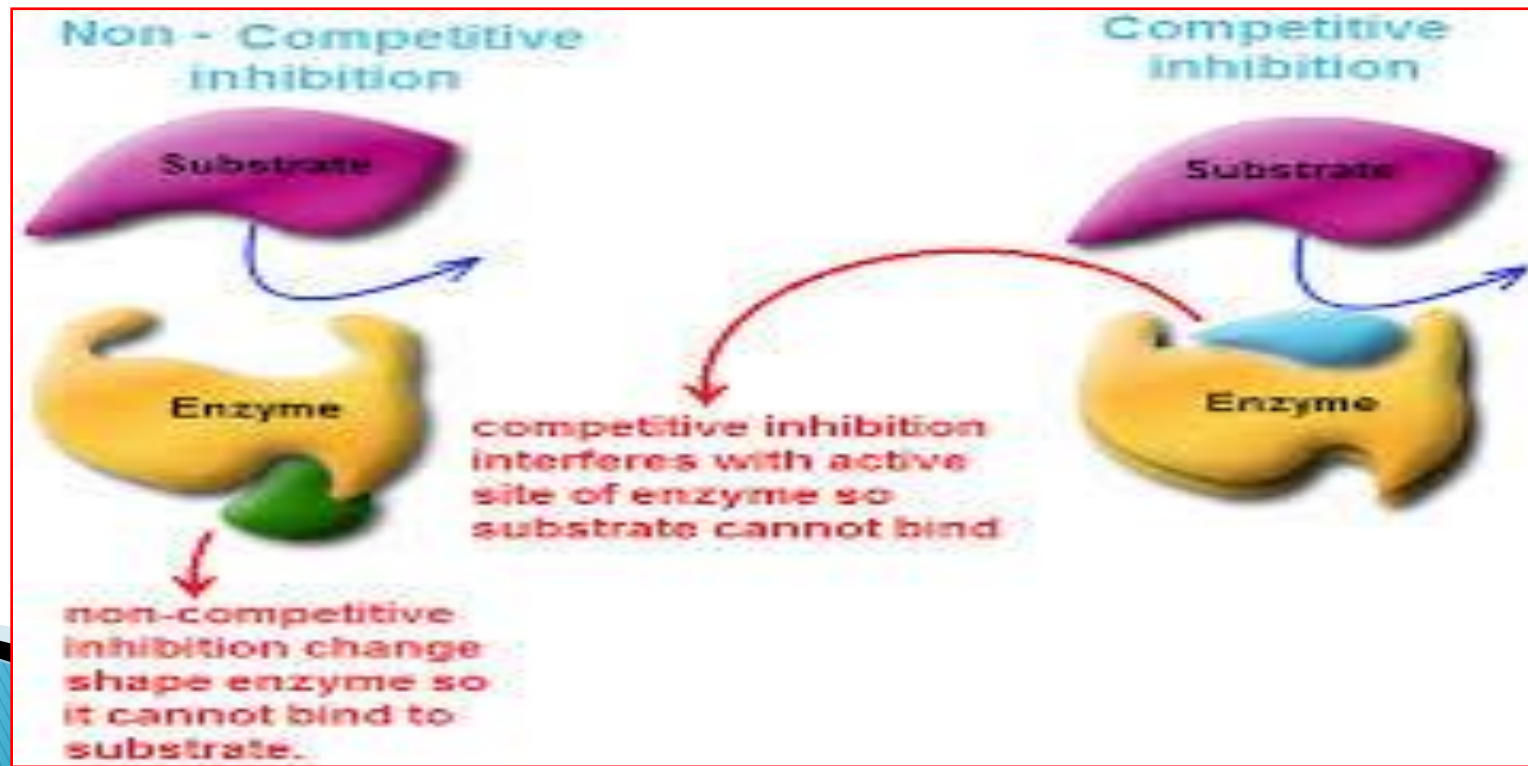 Non - Competitive
inhibition
Substrate
Enzyme
non-competitive
inhibition change
shape enzyme so
it cannot bind to
substrate.
competitive inhibition
interferes with active
site of enzyme so
substrate cannot bind
Competitive
inhibition
Substrate
Enzyme